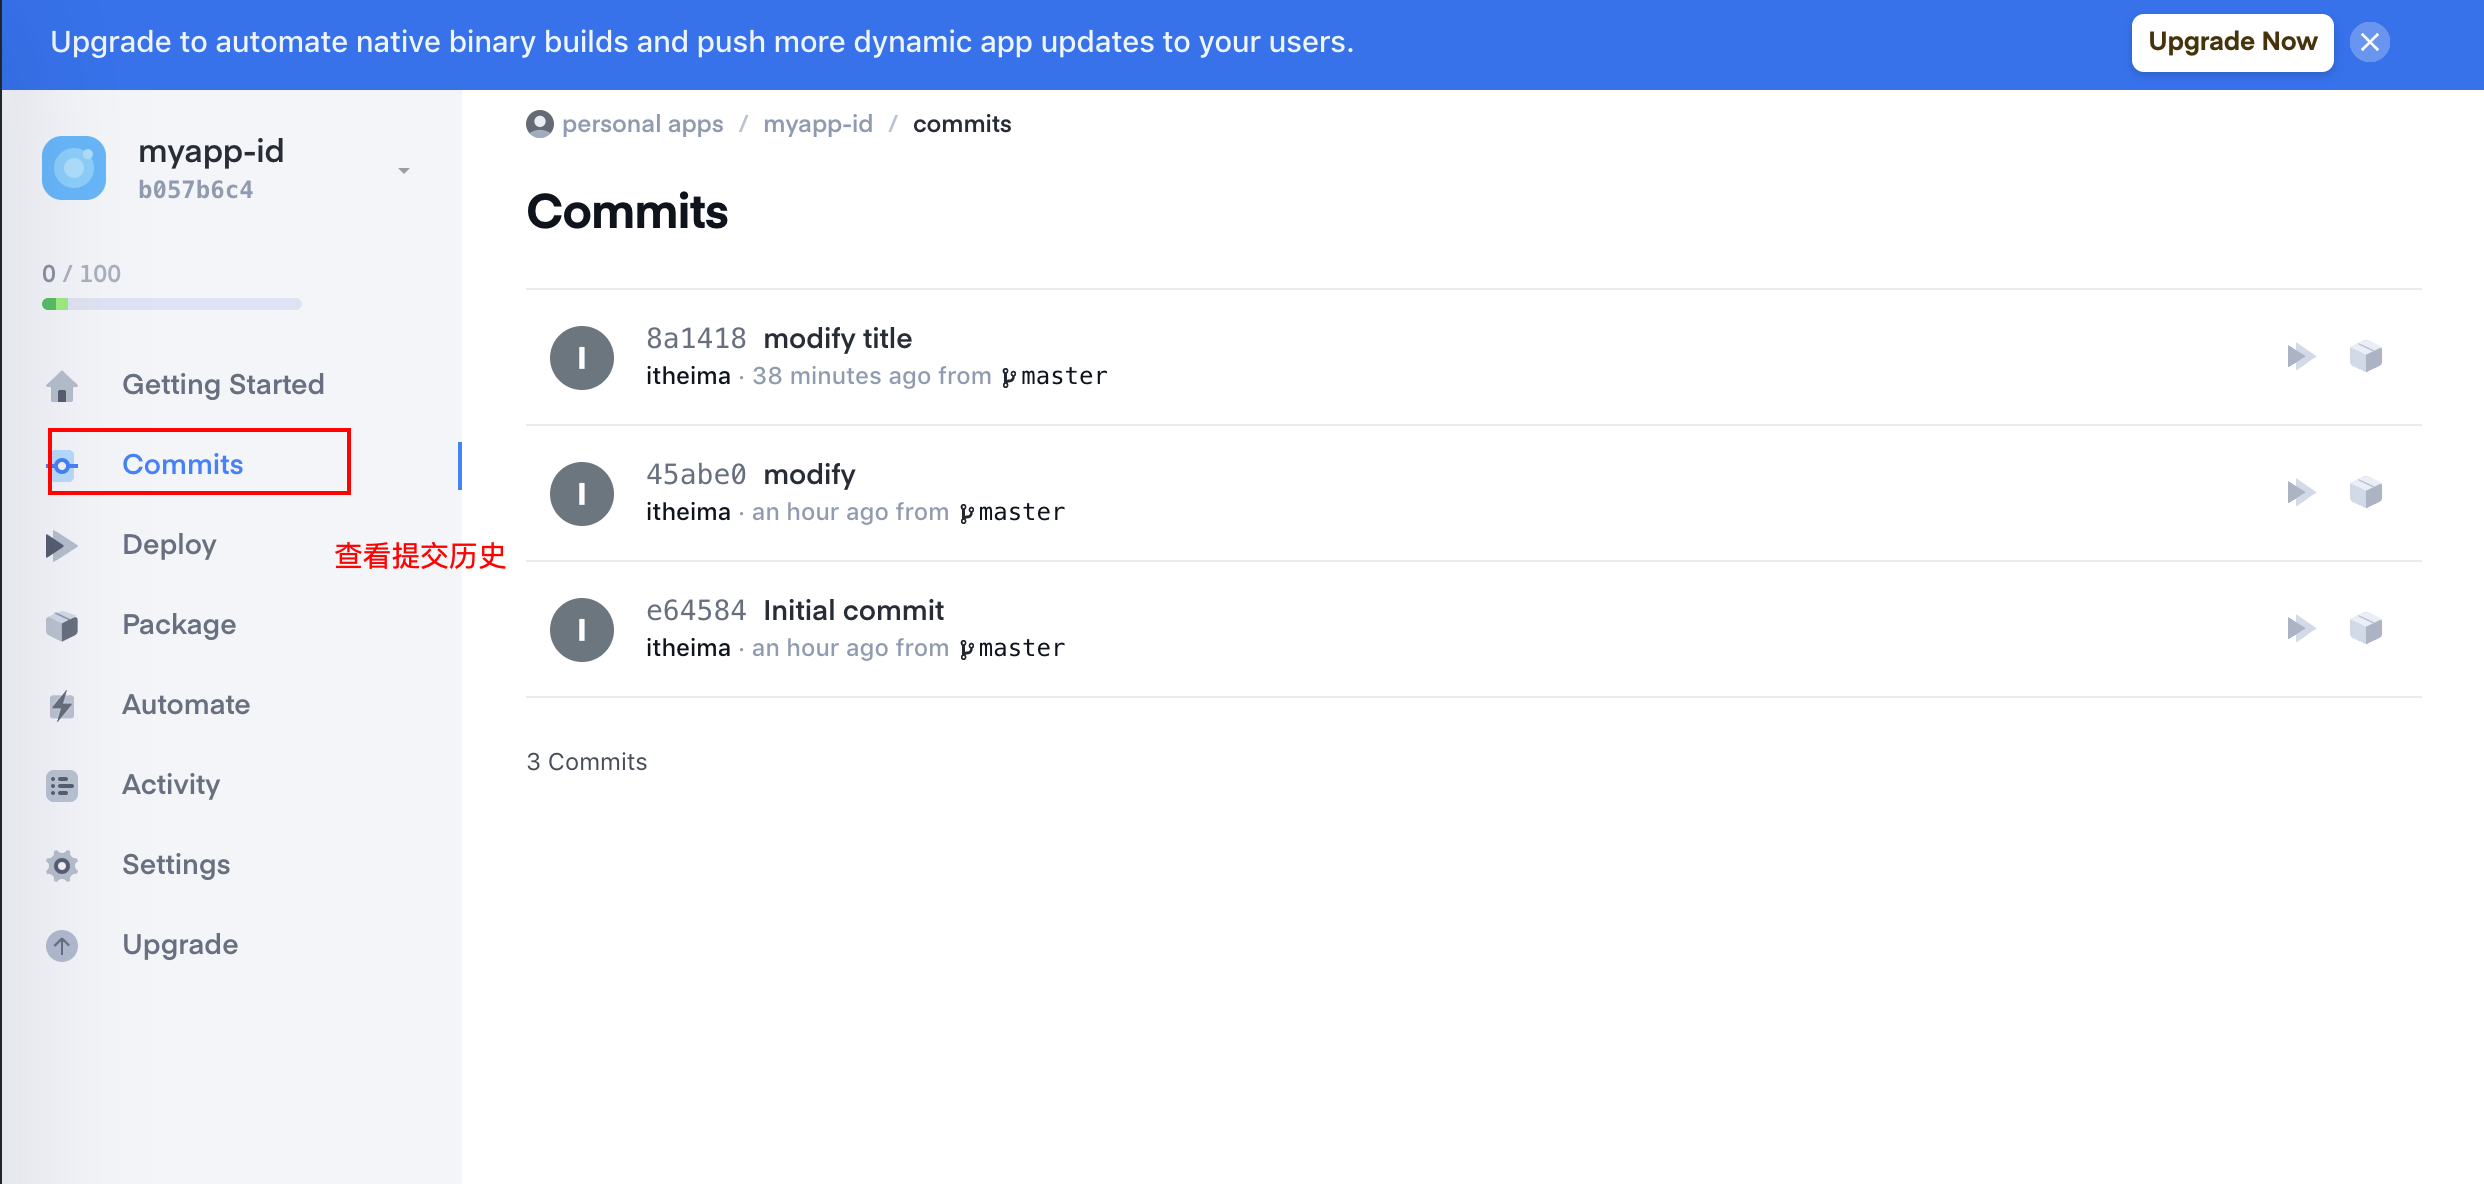 Upgrade to automate native binary builds and push more dynamic app updates to your users.
Upgrade Now
myapp-id
b057b6c4
0 / 100
Getting Started
Commits
Deploy
查看提交历史
Package
Automate
Activity
Settings
Upgrade
personal apps / myapp-id / commits
Commits
I
8a1418 modify title
itheima · 38 minutes ago from master
I
45abe0 modify
itheima · an hour ago from master
I
e64584 Initial commit
itheima · an hour ago from master
3 Commits